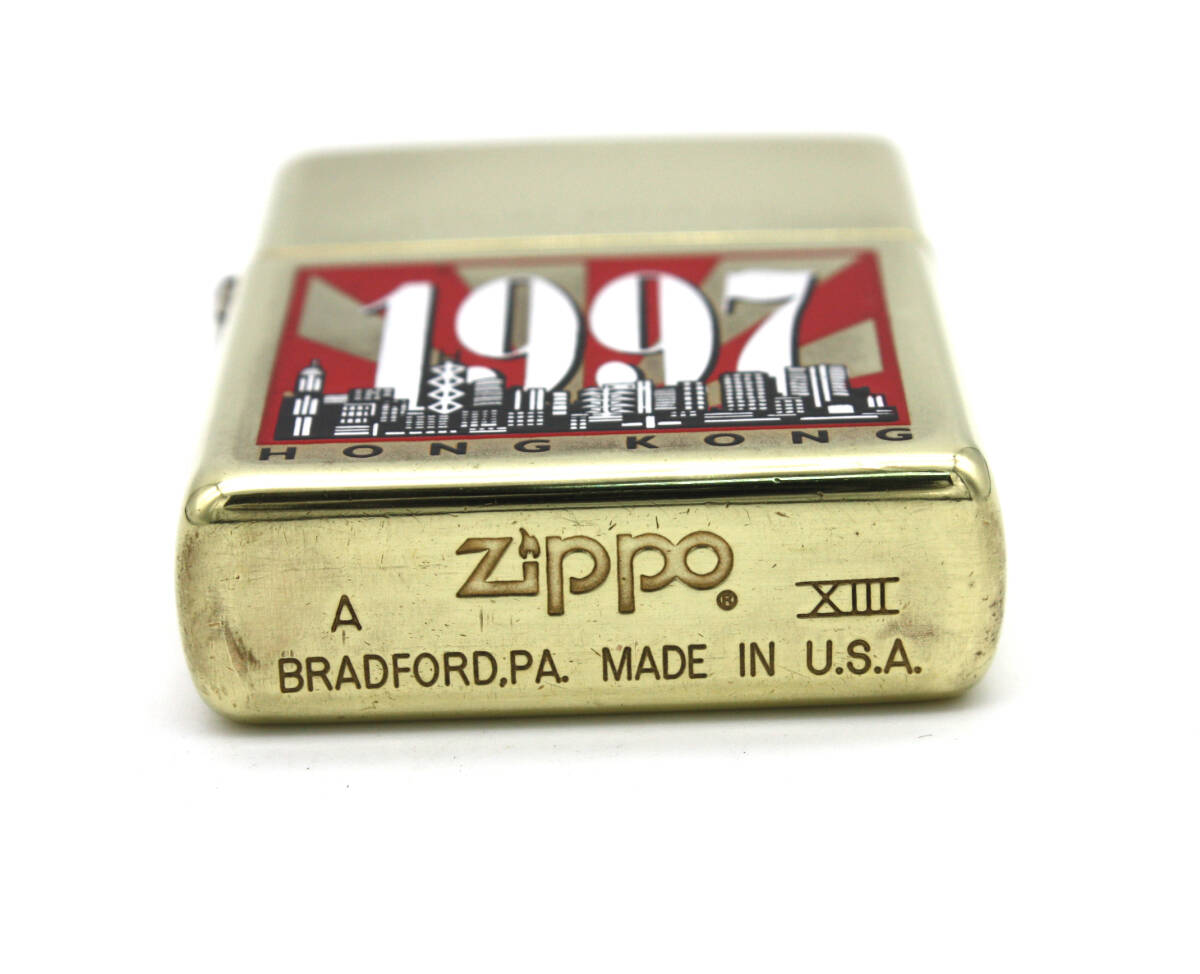 1997
HONG KONG
zippo ®
A XIII
BRADFORD,PA. MADE IN U.S.A.